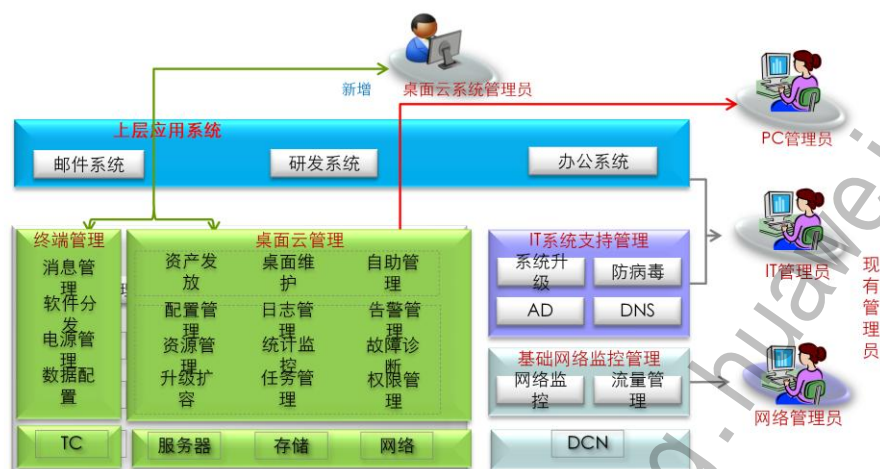 新增
桌面云系统管理员
PC管理员
上层应用系统
邮件系统
研发系统
办公系统
终端管理
消息管
理
软件分
发
电源管
理
数据配
置
桌面云管理
资产发
放
桌面维
护
自助管
理
配置管
理
日志管
理
告警管
理
资源管
理
统计监
控
故障诊
断
升级扩
容
任务管
理
权限管
理
IT系统支持管理
系统升
级
防病毒
AD
DNS
IT管理员
现
有
管
理
员
基础网络监控管理
网络监
控
流量管
理
网络管理员
TC
服务器
存储
网络
DCN
g.huawei